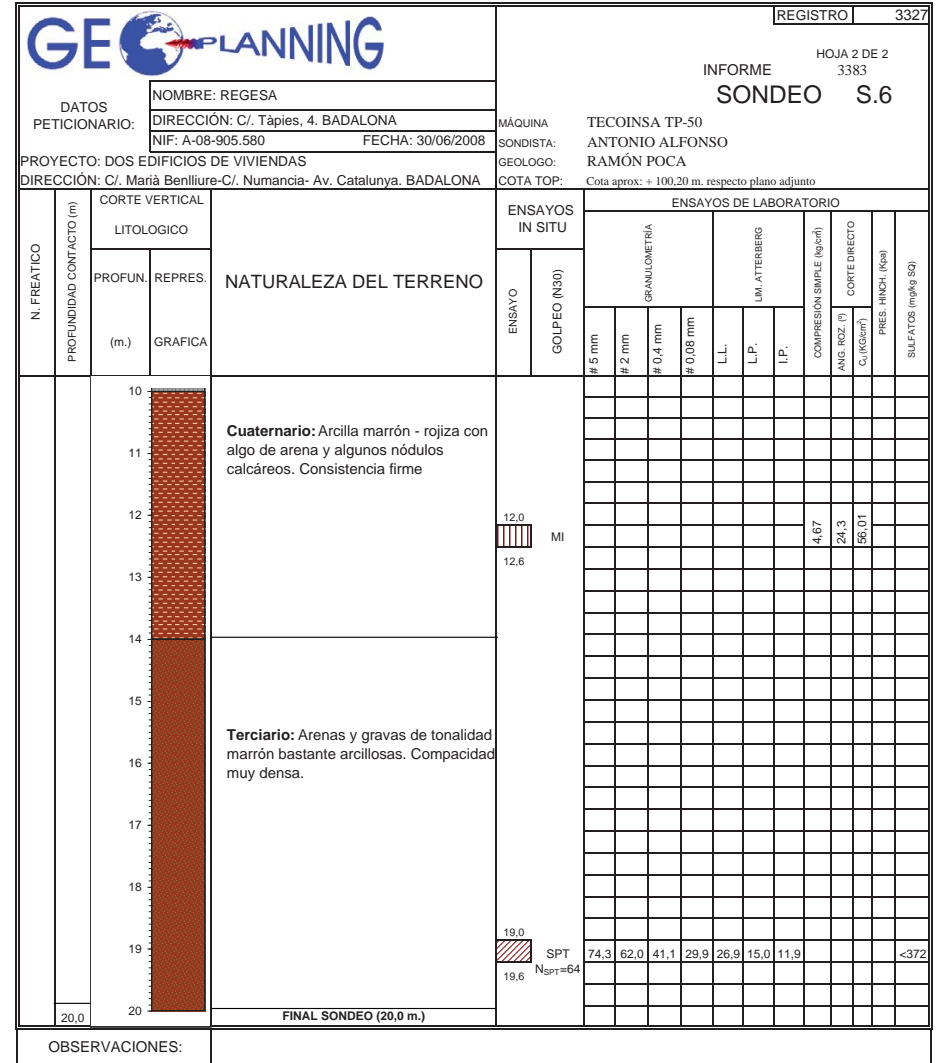 GEOPLANNING
REGISTRO 3327
HOJA 2 DE 2
INFORME 3383
SONDEO S.6
DATOS PETICIONARIO:
NOMBRE: REGESA
DIRECCIÓN: C/. Tàpies, 4. BADALONA
NIF: A-08-905.580 FECHA: 30/06/2008
PROYECTO: DOS EDIFICIOS DE VIVIENDAS
DIRECCIÓN: C/. Marià Benlliure-C/. Numancia- Av. Catalunya. BADALONA
MÁQUINA TECOINSA TP-50
SONDISTA: ANTONIO ALFONSO
GEOLOGO: RAMÓN POCA
COTA TOP: Cota aprox: + 100,20 m. respecto plano adjunto
N. FREATICO
PROFUNDIDAD CONTACTO (m)
CORTE VERTICAL
LITOLOGICO
PROFUN.
(m.)
REPRES.
GRAFICA
NATURALEZA DEL TERRENO
ENSAYOS
IN SITU
ENSAYO
GOLPEO (N30)
ENSAYOS DE LABORATORIO
GRANULOMETRÍA
# 5 mm
# 2 mm
# 0,4 mm
# 0,08 mm
LIM. ATTERBERG
L.L.
L.P.
I.P.
COMPRESIÓN SIMPLE (kg/cm²)
CORTE DIRECTO
ANG. ROZ. (º)
Cᵤ (KG/cm²)
PRES. HINCH. (Kpa)
SULFATOS (mg/kg SQ)
10
Cuaternario: Arcilla marrón - rojiza con
algo de arena y algunos nódulos
calcáreos. Consistencia firme
11
12
12,0
MI
12,6
4,67
24,3
56,01
13
14
15
Terciario: Arenas y gravas de tonalidad
marrón bastante arcillosas. Compacidad
muy densa.
16
17
18
19
19,0
SPT
N_SPT=64
19,6
74,3 62,0 41,1 29,9 26,9 15,0 11,9 <372
20
20,0
FINAL SONDEO (20,0 m.)
OBSERVACIONES: